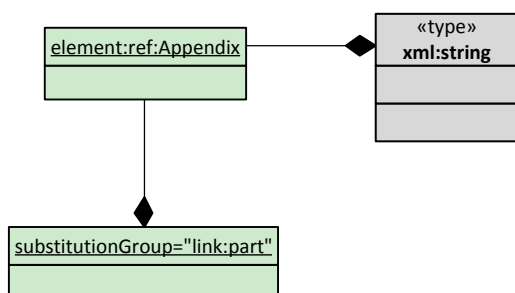 «type»
xml:string
element:ref:Appendix
substitutionGroup="link:part"